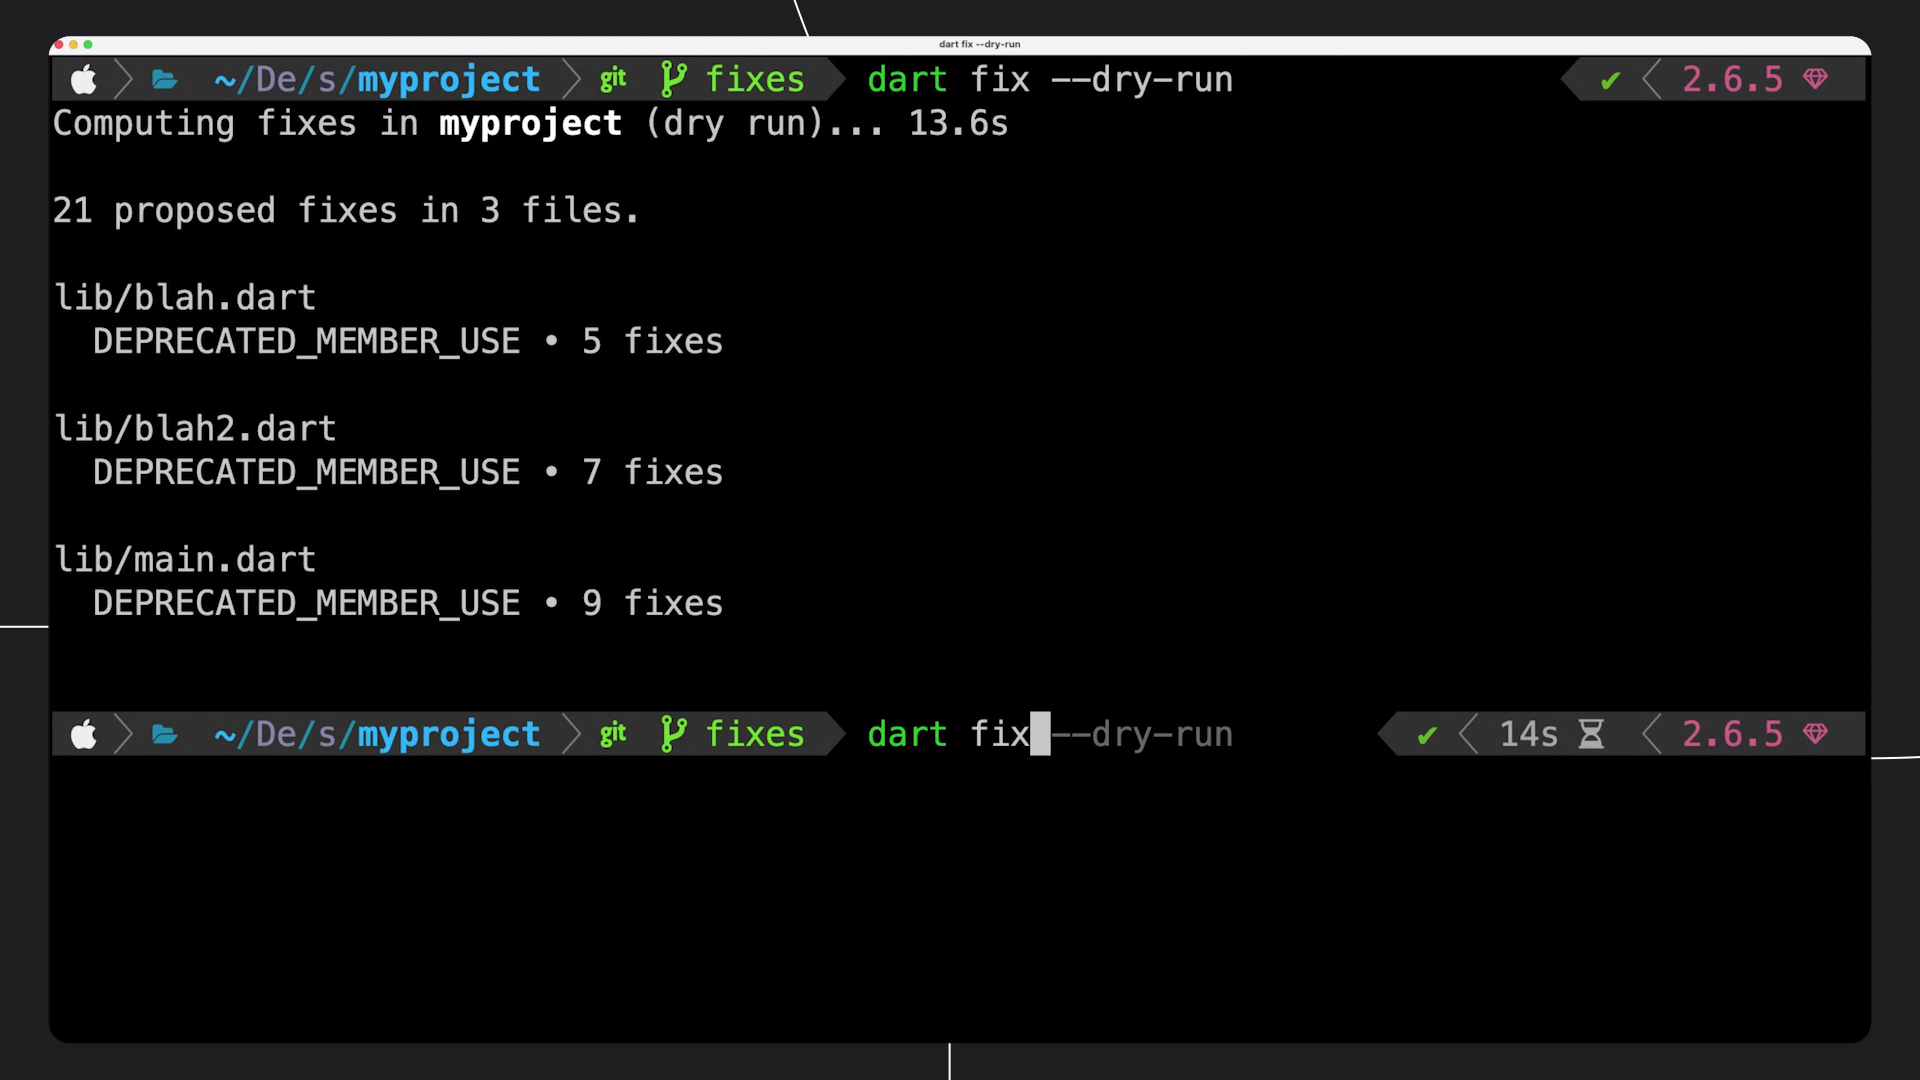 dart fix --dry-run
~/De/s/myproject git fixes dart fix --dry-run ✔ 2.6.5
Computing fixes in myproject (dry run)... 13.6s
21 proposed fixes in 3 files.
lib/blah.dart
DEPRECATED_MEMBER_USE • 5 fixes
lib/blah2.dart
DEPRECATED_MEMBER_USE • 7 fixes
lib/main.dart
DEPRECATED_MEMBER_USE • 9 fixes
~/De/s/myproject git fixes dart fix --dry-run ✔ 14s 2.6.5